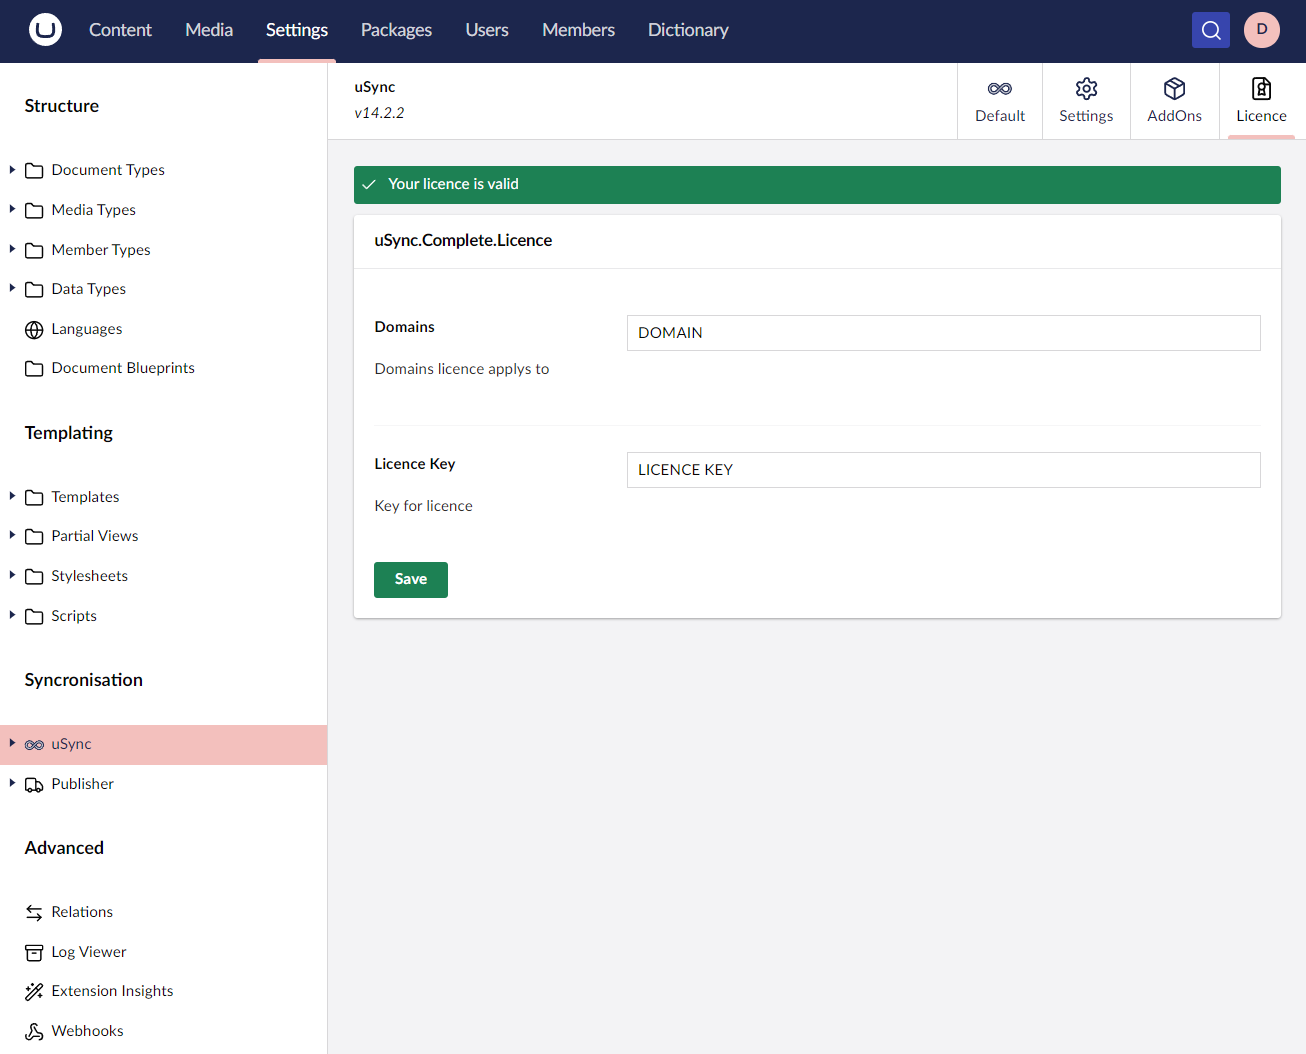 Content Media Settings Packages Users Members Dictionary D
Structure
Document Types
Media Types
Member Types
Data Types
Languages
Document Blueprints
Templating
Templates
Partial Views
Stylesheets
Scripts
Syncronisation
uSync
Publisher
Advanced
Relations
Log Viewer
Extension Insights
Webhooks
uSync
v14.2.2
Default Settings AddOns Licence
Your licence is valid
uSync.Complete.Licence
Domains
DOMAIN
Domains licence applys to
Licence Key
LICENCE KEY
Key for licence
Save